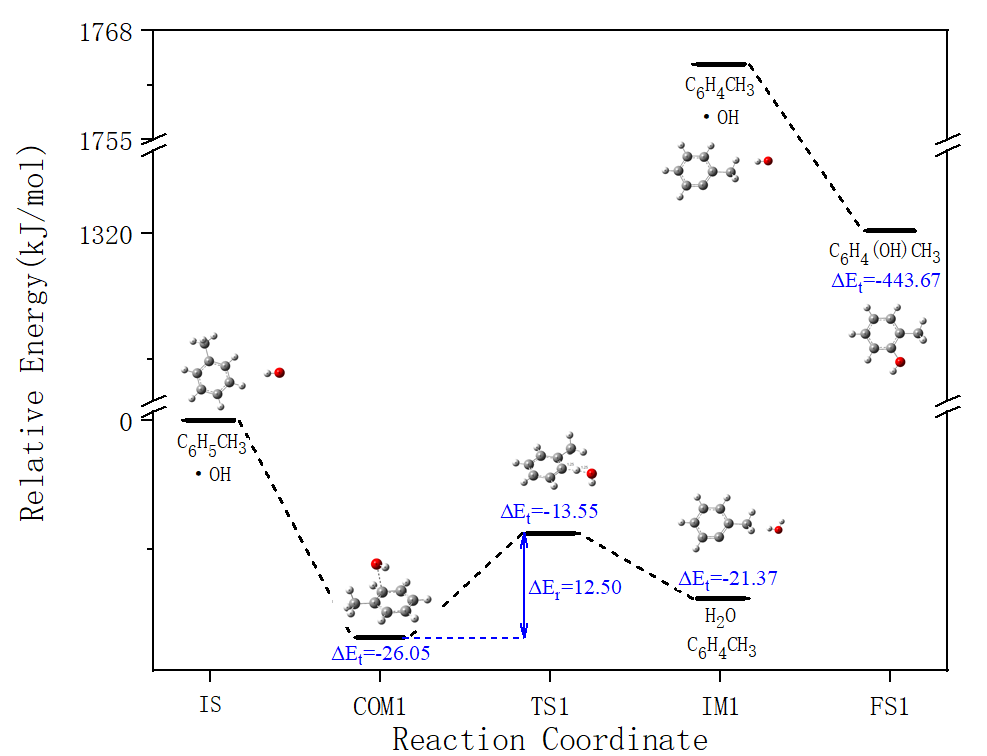 1768
C₆H₄CH₃
·OH
1755
1320
C₆H₄(OH)CH₃
ΔEₜ=-443.67
Relative Energy(kJ/mol)
0
C₆H₅CH₃
·OH
ΔEₜ=-13.55
ΔEᵣ=12.50
ΔEₜ=-21.37
H₂O
C₆H₄CH₃
ΔEₜ=-26.05
IS
COM1
TS1
IM1
FS1
Reaction Coordinate